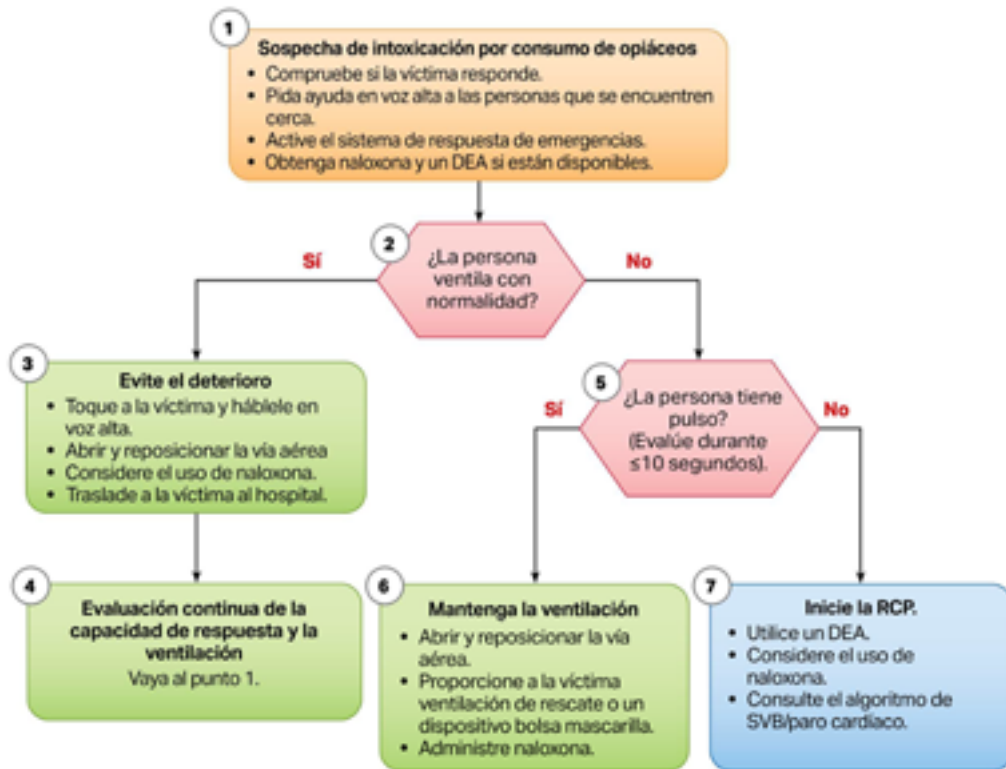 1
Sospecha de intoxicación por consumo de opiáceos
• Compruebe si la víctima responde.
• Pida ayuda en voz alta a las personas que se encuentren
cerca.
• Active el sistema de respuesta de emergencias.
• Obtenga naloxona y un DEA si están disponibles.
2
¿La persona
ventila con
normalidad?
Sí
No
3
Evite el deterioro
• Toque a la víctima y háblele en
voz alta.
• Abrir y reposicionar la vía aérea
• Considere el uso de naloxona.
• Traslade a la víctima al hospital.
4
Evaluación continua de la
capacidad de respuesta y la
ventilación
Vaya al punto 1.
5
¿La persona tiene
pulso?
(Evalúe durante
≤10 segundos).
Sí
No
6
Mantenga la ventilación
• Abrir y reposicionar la vía
aérea.
• Proporcione a la víctima
ventilación de rescate o un
dispositivo bolsa mascarilla.
• Administre naloxona.
7
Inicie la RCP.
• Utilice un DEA.
• Considere el uso de
naloxona.
• Consulte el algoritmo de
SVB/paro cardíaco.